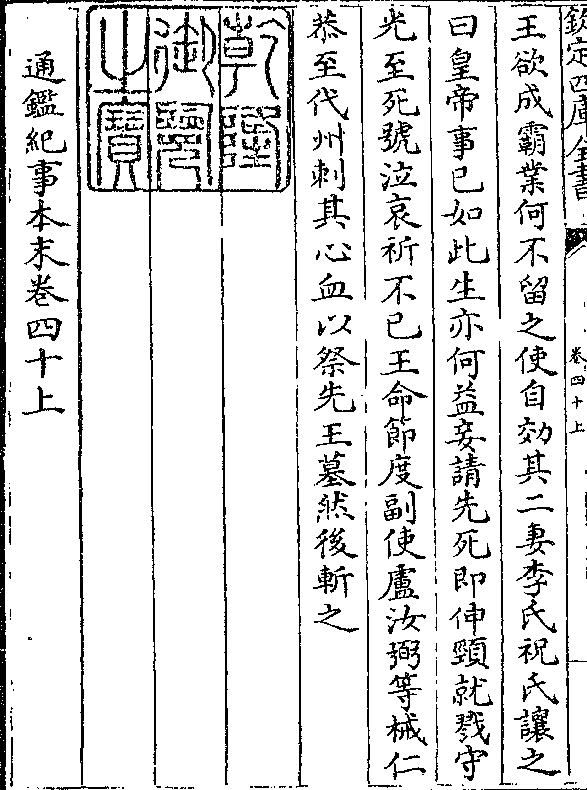 欽定四庫全書
卷四十上
王欲成霸業何不留之使自効其二妻李氏祝氏讓之
曰皇帝事已如此生亦何益妾請先死即伸頸就戮守
光至死號泣哀祈不已王命節度副使盧汝弼等械仁
恭至代州刺其心血以祭先王墓然後斬之
乾隆
御覽
之寶
通鑑紀事本末卷四十上